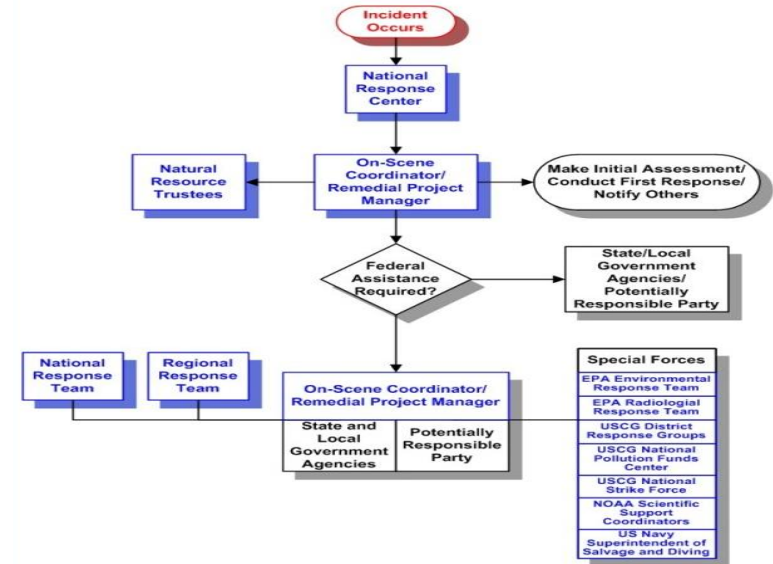 Incident
Occurs
National
Response
Center
Natural
Resource
Trustees
On-Scene
Coordinator/
Remedial Project
Manager
Make Initial Assessment/
Conduct First Response/
Notify Others
Federal
Assistance
Required?
State/Local
Government
Agencies/
Potentially
Responsible Party
National
Response
Team
Regional
Response
Team
On-Scene Coordinator/
Remedial Project Manager
State and
Local
Government
Agencies
Potentially
Responsible
Party
Special Forces
EPA Environmental
Response Team
EPA Radiologial
Response Team
USCG District
Response Groups
USCG National
Pollution Funds
Center
USCG National
Strike Force
NOAA Scientific
Support
Coordinators
US Navy
Superintendent of
Salvage and Diving